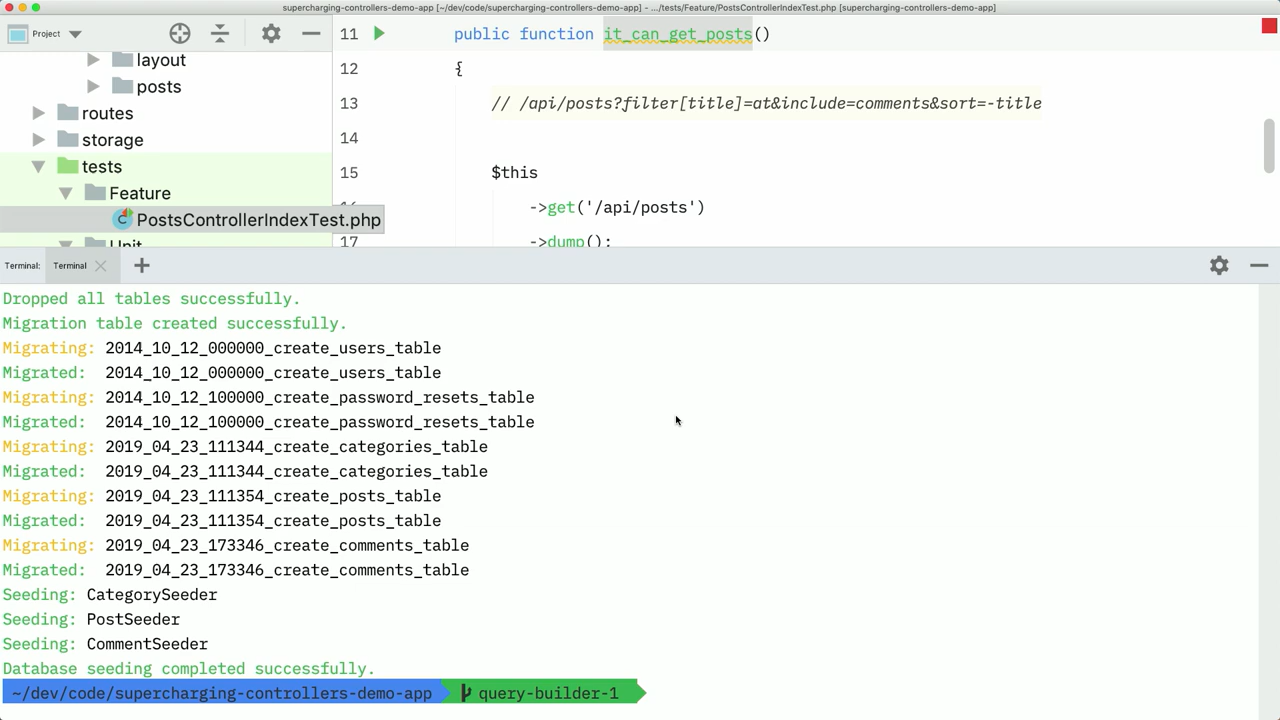 supercharging-controllers-demo-app [~/dev/code/supercharging-controllers-demo-app] - .../tests/Feature/PostsControllerIndexTest.php [supercharging-controllers-demo-app]
Project
layout
posts
routes
storage
tests
Feature
PostsControllerIndexTest.php
Unit
11 public function it_can_get_posts()
12 {
13 // /api/posts?filter[title]=at&include=comments&sort=-title
14
15 $this
16 ->get('/api/posts')
17 ->dump();
Terminal: Terminal
Dropped all tables successfully.
Migration table created successfully.
Migrating: 2014_10_12_000000_create_users_table
Migrated:  2014_10_12_000000_create_users_table
Migrating: 2014_10_12_100000_create_password_resets_table
Migrated:  2014_10_12_100000_create_password_resets_table
Migrating: 2019_04_23_111344_create_categories_table
Migrated:  2019_04_23_111344_create_categories_table
Migrating: 2019_04_23_111354_create_posts_table
Migrated:  2019_04_23_111354_create_posts_table
Migrating: 2019_04_23_173346_create_comments_table
Migrated:  2019_04_23_173346_create_comments_table
Seeding: CategorySeeder
Seeding: PostSeeder
Seeding: CommentSeeder
Database seeding completed successfully.
~/dev/code/supercharging-controllers-demo-app query-builder-1